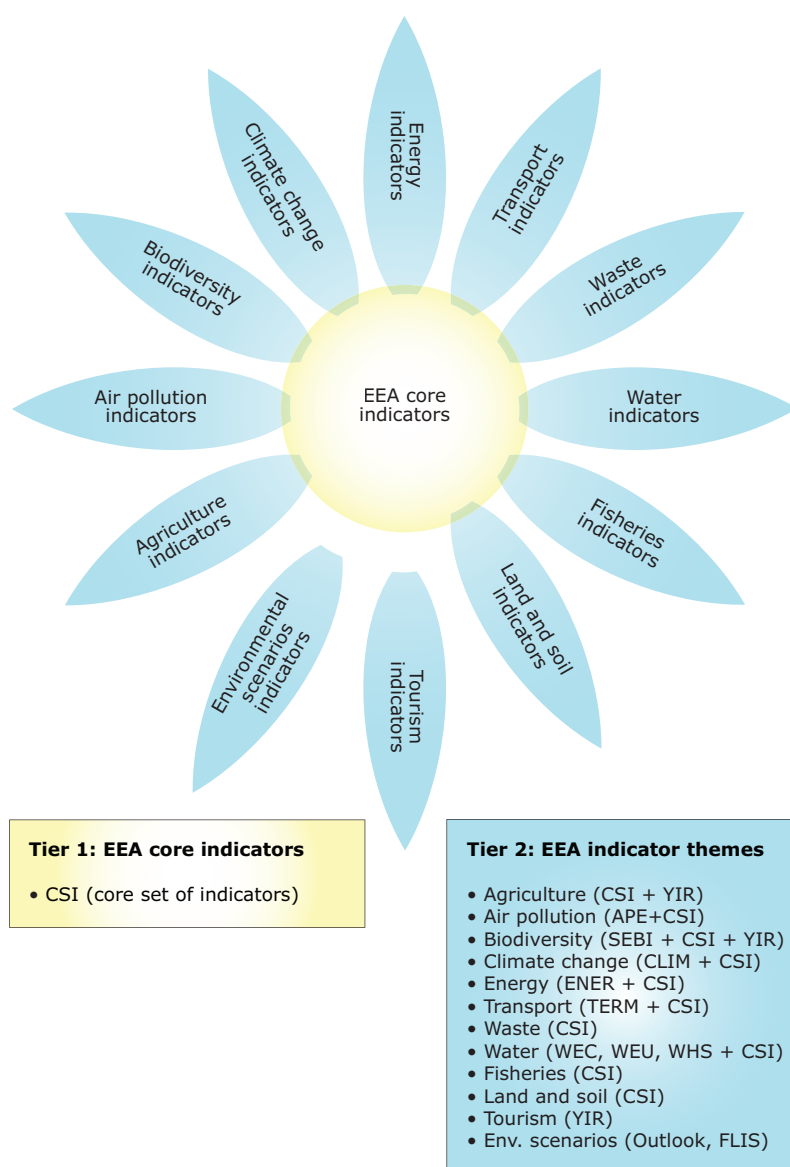 Energy
indicators
Transport
indicators
Waste
indicators
Water
indicators
Fisheries
indicators
Land and soil
indicators
Tourism
indicators
Environmental
scenarios
indicators
Agriculture
indicators
Air pollution
indicators
Biodiversity
indicators
Climate change
indicators
EEA core
indicators
Tier 1: EEA core indicators
• CSI (core set of indicators)
Tier 2: EEA indicator themes
• Agriculture (CSI + YIR)
• Air pollution (APE+CSI)
• Biodiversity (SEBI + CSI + YIR)
• Climate change (CLIM + CSI)
• Energy (ENER + CSI)
• Transport (TERM + CSI)
• Waste (CSI)
• Water (WEC, WEU, WHS + CSI)
• Fisheries (CSI)
• Land and soil (CSI)
• Tourism (YIR)
• Env. scenarios (Outlook, FLIS)